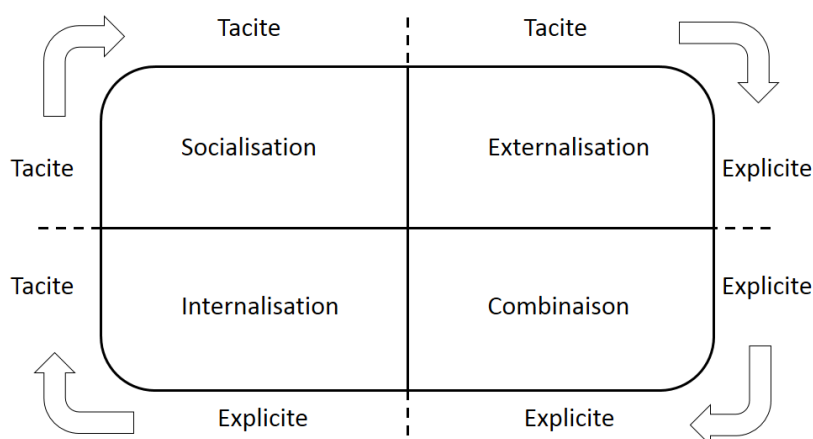 Tacite Tacite
Socialisation Externalisation
Tacite Explicite
Tacite Explicite
Internalisation Combinaison
Explicite Explicite